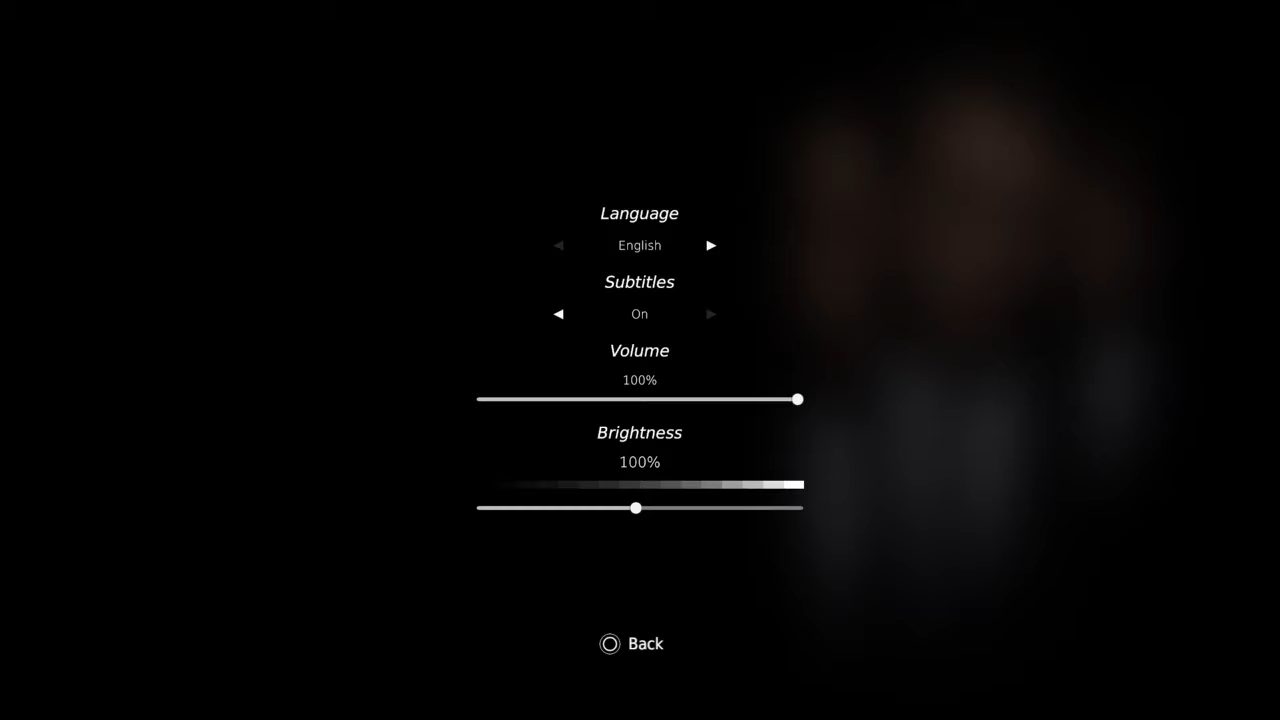 Language
English
Subtitles
On
Volume
100%
Brightness
100%
Back